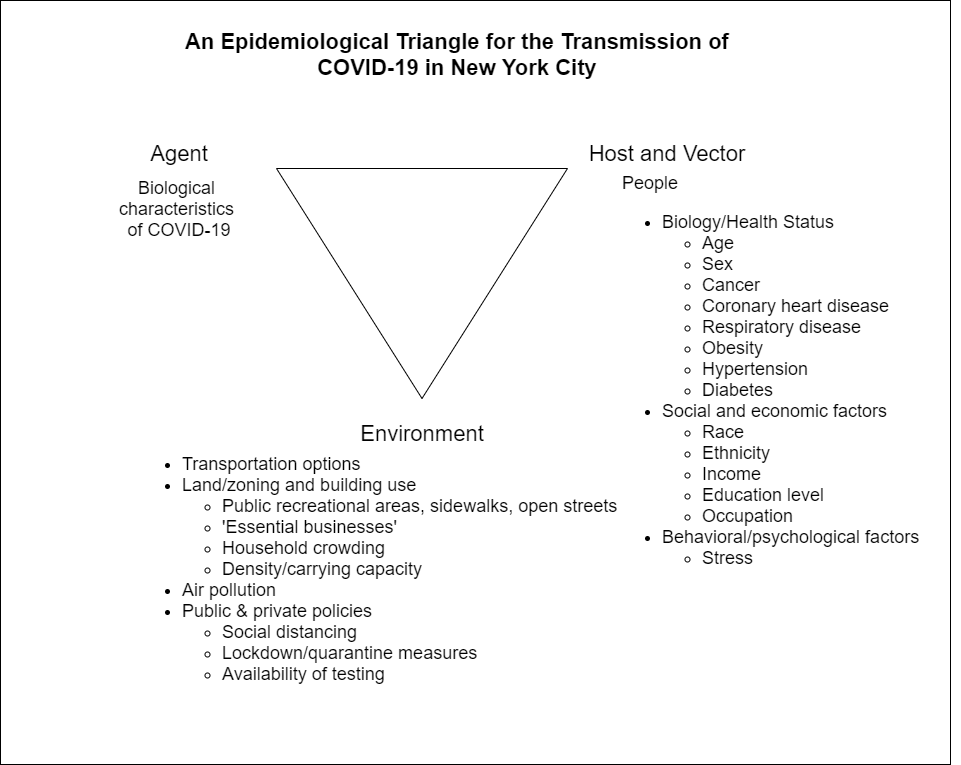 An Epidemiological Triangle for the Transmission of
COVID-19 in New York City
Agent
Biological
characteristics
of COVID-19
Host and Vector
People
Biology/Health Status
Age
Sex
Cancer
Coronary heart disease
Respiratory disease
Obesity
Hypertension
Diabetes
Social and economic factors
Race
Ethnicity
Income
Education level
Occupation
Behavioral/psychological factors
Stress
Environment
Transportation options
Land/zoning and building use
Public recreational areas, sidewalks, open streets
'Essential businesses'
Household crowding
Density/carrying capacity
Air pollution
Public & private policies
Social distancing
Lockdown/quarantine measures
Availability of testing